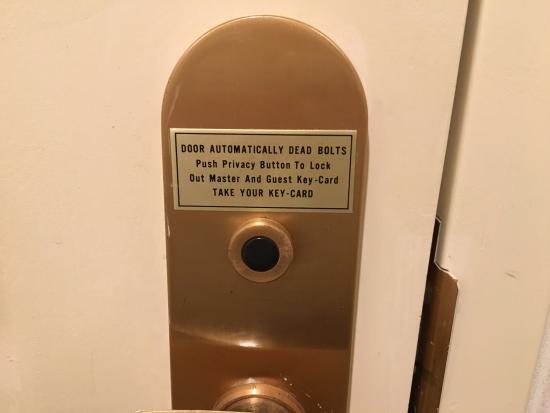 DOOR AUTOMATICALLY DEAD BOLTS
Push Privacy Button To Lock
Out Master And Guest Key-Card
TAKE YOUR KEY-CARD